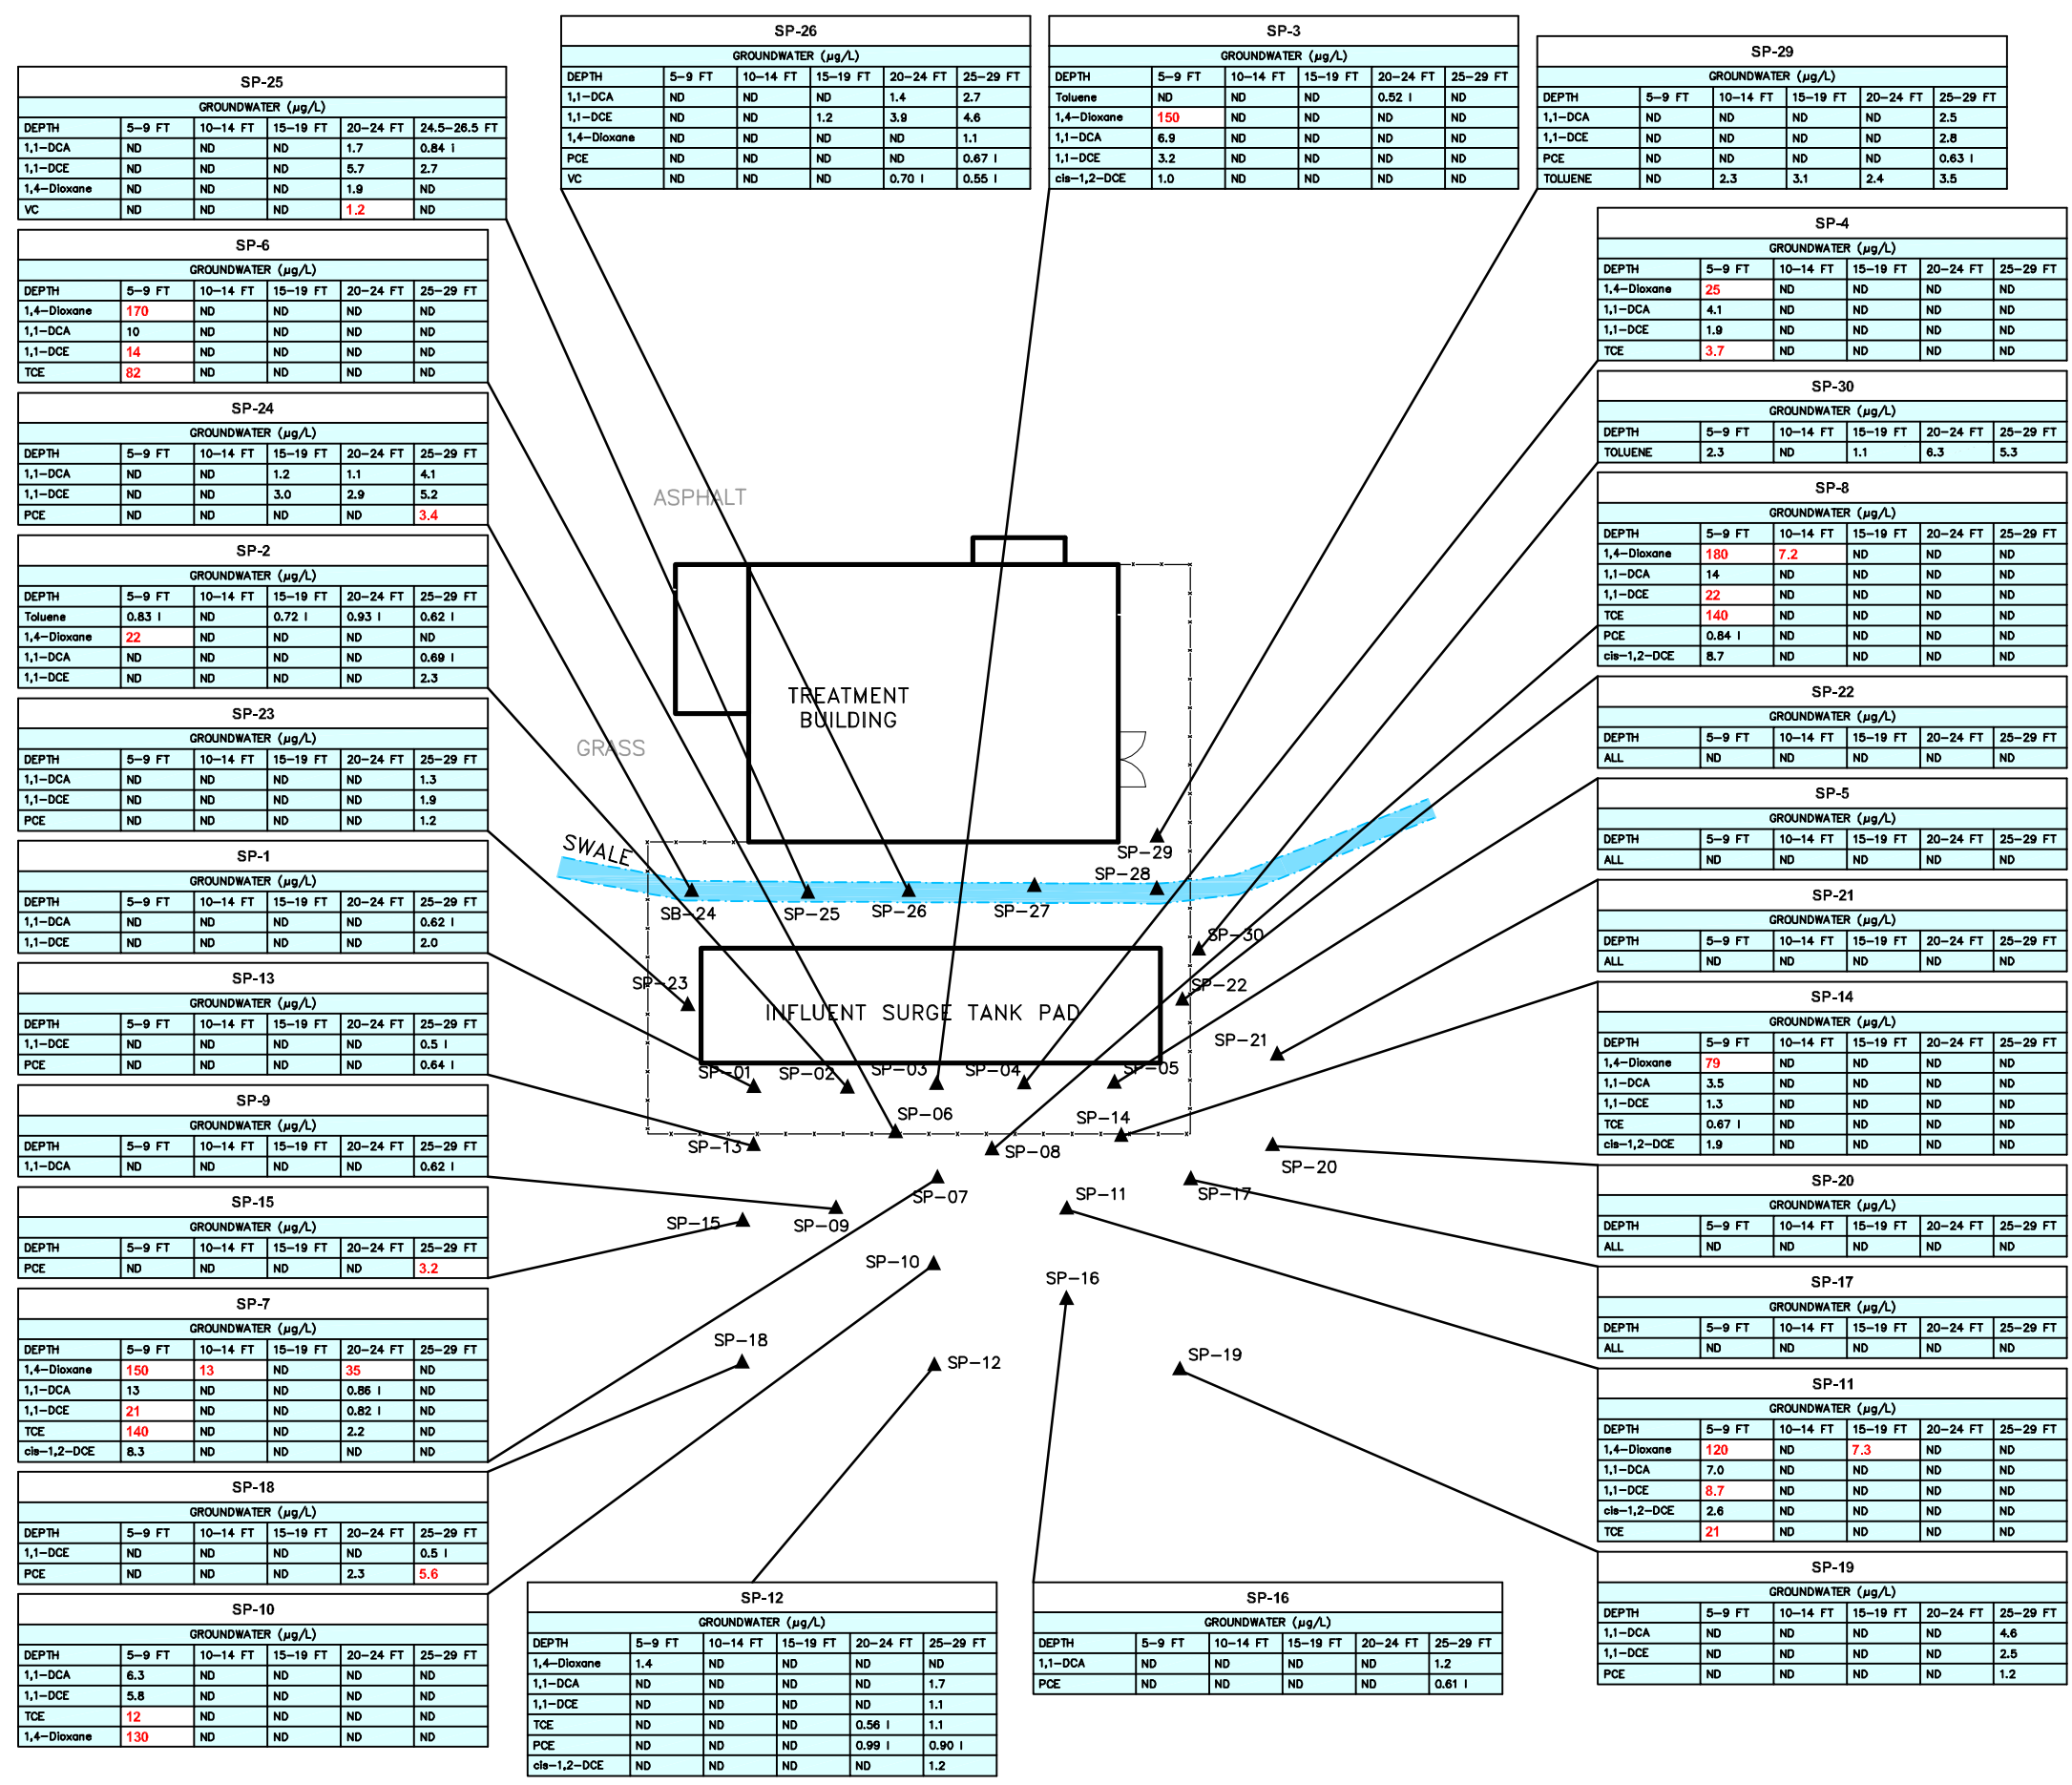 SP-26
GROUNDWATER (µg/L)
DEPTH 5-9 FT 10-14 FT 15-19 FT 20-24 FT 25-29 FT
1,1-DCA ND ND ND 1.4 2.7
1,1-DCE ND ND 1.2 3.9 4.6
1,4-Dioxane ND ND ND ND 1.1
PCE ND ND ND ND 0.67 I
VC ND ND ND 0.70 I 0.55 I
SP-3
GROUNDWATER (µg/L)
DEPTH 5-9 FT 10-14 FT 15-19 FT 20-24 FT 25-29 FT
Toluene ND ND ND 0.52 I ND
1,4-Dioxane 150 ND ND ND ND
1,1-DCA 6.9 ND ND ND ND
1,1-DCE 3.2 ND ND ND ND
cis-1,2-DCE 1.0 ND ND ND ND
SP-29
GROUNDWATER (µg/L)
DEPTH 5-9 FT 10-14 FT 15-19 FT 20-24 FT 25-29 FT
1,1-DCA ND ND ND ND 2.5
1,1-DCE ND ND ND ND 2.8
PCE ND ND ND ND 0.63 I
TOLUENE ND 2.3 3.1 2.4 3.5
SP-25
GROUNDWATER (µg/L)
DEPTH 5-9 FT 10-14 FT 15-19 FT 20-24 FT 24.5-26.5 FT
1,1-DCA ND ND ND 1.7 0.84 i
1,1-DCE ND ND ND 5.7 2.7
1,4-Dioxane ND ND ND 1.9 ND
VC ND ND ND 1.2 ND
SP-6
GROUNDWATER (µg/L)
DEPTH 5-9 FT 10-14 FT 15-19 FT 20-24 FT 25-29 FT
1,4-Dioxane 170 ND ND ND ND
1,1-DCA 10 ND ND ND ND
1,1-DCE 14 ND ND ND ND
TCE 82 ND ND ND ND
SP-24
GROUNDWATER (µg/L)
DEPTH 5-9 FT 10-14 FT 15-19 FT 20-24 FT 25-29 FT
1,1-DCA ND ND 1.2 1.1 4.1
1,1-DCE ND ND 3.0 2.9 5.2
PCE ND ND ND ND 3.4
SP-2
GROUNDWATER (µg/L)
DEPTH 5-9 FT 10-14 FT 15-19 FT 20-24 FT 25-29 FT
Toluene 0.83 I ND 0.72 I 0.93 I 0.62 I
1,4-Dioxane 22 ND ND ND ND
1,1-DCA ND ND ND ND 0.69 I
1,1-DCE ND ND ND ND 2.3
SP-23
GROUNDWATER (µg/L)
DEPTH 5-9 FT 10-14 FT 15-19 FT 20-24 FT 25-29 FT
1,1-DCA ND ND ND ND 1.3
1,1-DCE ND ND ND ND 1.9
PCE ND ND ND ND 1.2
SP-1
GROUNDWATER (µg/L)
DEPTH 5-9 FT 10-14 FT 15-19 FT 20-24 FT 25-29 FT
1,1-DCA ND ND ND ND 0.62 I
1,1-DCE ND ND ND ND 2.0
SP-13
GROUNDWATER (µg/L)
DEPTH 5-9 FT 10-14 FT 15-19 FT 20-24 FT 25-29 FT
1,1-DCE ND ND ND ND 0.5 I
PCE ND ND ND ND 0.64 I
SP-9
GROUNDWATER (µg/L)
DEPTH 5-9 FT 10-14 FT 15-19 FT 20-24 FT 25-29 FT
1,1-DCA ND ND ND ND 0.62 I
SP-15
GROUNDWATER (µg/L)
DEPTH 5-9 FT 10-14 FT 15-19 FT 20-24 FT 25-29 FT
PCE ND ND ND ND 3.2
SP-7
GROUNDWATER (µg/L)
DEPTH 5-9 FT 10-14 FT 15-19 FT 20-24 FT 25-29 FT
1,4-Dioxane 150 13 ND 35 ND
1,1-DCA 13 ND ND 0.86 I ND
1,1-DCE 21 ND ND 0.82 I ND
TCE 140 ND ND 2.2 ND
cis-1,2-DCE 8.3 ND ND ND ND
SP-18
GROUNDWATER (µg/L)
DEPTH 5-9 FT 10-14 FT 15-19 FT 20-24 FT 25-29 FT
1,1-DCE ND ND ND ND 0.5 I
PCE ND ND ND 2.3 5.6
SP-10
GROUNDWATER (µg/L)
DEPTH 5-9 FT 10-14 FT 15-19 FT 20-24 FT 25-29 FT
1,1-DCA 6.3 ND ND ND ND
1,1-DCE 5.8 ND ND ND ND
TCE 12 ND ND ND ND
1,4-Dioxane 130 ND ND ND ND
ASPHALT
TREATMENT
BUILDING
GRASS
SWALE
SP-29
SP-28
SB-24
SP-25
SP-26
SP-27
SP-30
SP-23
SP-22
INFLUENT SURGE TANK PAD
SP-21
SP-01
SP-02
SP-03
SP-04
SP-05
SP-06
SP-14
SP-13
SP-08
SP-20
SP-07
SP-11
SP-17
SP-15
SP-09
SP-10
SP-16
SP-18
SP-12
SP-19
SP-12
GROUNDWATER (µg/L)
DEPTH 5-9 FT 10-14 FT 15-19 FT 20-24 FT 25-29 FT
1,4-Dioxane 1.4 ND ND ND ND
1,1-DCA ND ND ND ND 1.7
1,1-DCE ND ND ND ND 1.1
TCE ND ND ND 0.56 I 1.1
PCE ND ND ND 0.99 I 0.90 I
cis-1,2-DCE ND ND ND ND 1.2
SP-16
GROUNDWATER (µg/L)
DEPTH 5-9 FT 10-14 FT 15-19 FT 20-24 FT 25-29 FT
1,1-DCA ND ND ND ND 1.2
PCE ND ND ND ND 0.61 I
SP-4
GROUNDWATER (µg/L)
DEPTH 5-9 FT 10-14 FT 15-19 FT 20-24 FT 25-29 FT
1,4-Dioxane 25 ND ND ND ND
1,1-DCA 4.1 ND ND ND ND
1,1-DCE 1.9 ND ND ND ND
TCE 3.7 ND ND ND ND
SP-30
GROUNDWATER (µg/L)
DEPTH 5-9 FT 10-14 FT 15-19 FT 20-24 FT 25-29 FT
TOLUENE 2.3 ND 1.1 6.3 5.3
SP-8
GROUNDWATER (µg/L)
DEPTH 5-9 FT 10-14 FT 15-19 FT 20-24 FT 25-29 FT
1,4-Dioxane 180 7.2 ND ND ND
1,1-DCA 14 ND ND ND ND
1,1-DCE 22 ND ND ND ND
TCE 140 ND ND ND ND
PCE 0.84 I ND ND ND ND
cis-1,2-DCE 8.7 ND ND ND ND
SP-22
GROUNDWATER (µg/L)
DEPTH 5-9 FT 10-14 FT 15-19 FT 20-24 FT 25-29 FT
ALL ND ND ND ND ND
SP-5
GROUNDWATER (µg/L)
DEPTH 5-9 FT 10-14 FT 15-19 FT 20-24 FT 25-29 FT
ALL ND ND ND ND ND
SP-21
GROUNDWATER (µg/L)
DEPTH 5-9 FT 10-14 FT 15-19 FT 20-24 FT 25-29 FT
ALL ND ND ND ND ND
SP-14
GROUNDWATER (µg/L)
DEPTH 5-9 FT 10-14 FT 15-19 FT 20-24 FT 25-29 FT
1,4-Dioxane 79 ND ND ND ND
1,1-DCA 3.5 ND ND ND ND
1,1-DCE 1.3 ND ND ND ND
TCE 0.67 I ND ND ND ND
cis-1,2-DCE 1.9 ND ND ND ND
SP-20
GROUNDWATER (µg/L)
DEPTH 5-9 FT 10-14 FT 15-19 FT 20-24 FT 25-29 FT
ALL ND ND ND ND ND
SP-17
GROUNDWATER (µg/L)
DEPTH 5-9 FT 10-14 FT 15-19 FT 20-24 FT 25-29 FT
ALL ND ND ND ND ND
SP-11
GROUNDWATER (µg/L)
DEPTH 5-9 FT 10-14 FT 15-19 FT 20-24 FT 25-29 FT
1,4-Dioxane 120 ND 7.3 ND ND
1,1-DCA 7.0 ND ND ND ND
1,1-DCE 8.7 ND ND ND ND
cis-1,2-DCE 2.6 ND ND ND ND
TCE 21 ND ND ND ND
SP-19
GROUNDWATER (µg/L)
DEPTH 5-9 FT 10-14 FT 15-19 FT 20-24 FT 25-29 FT
1,1-DCA ND ND ND ND 4.6
1,1-DCE ND ND ND ND 2.5
PCE ND ND ND ND 1.2